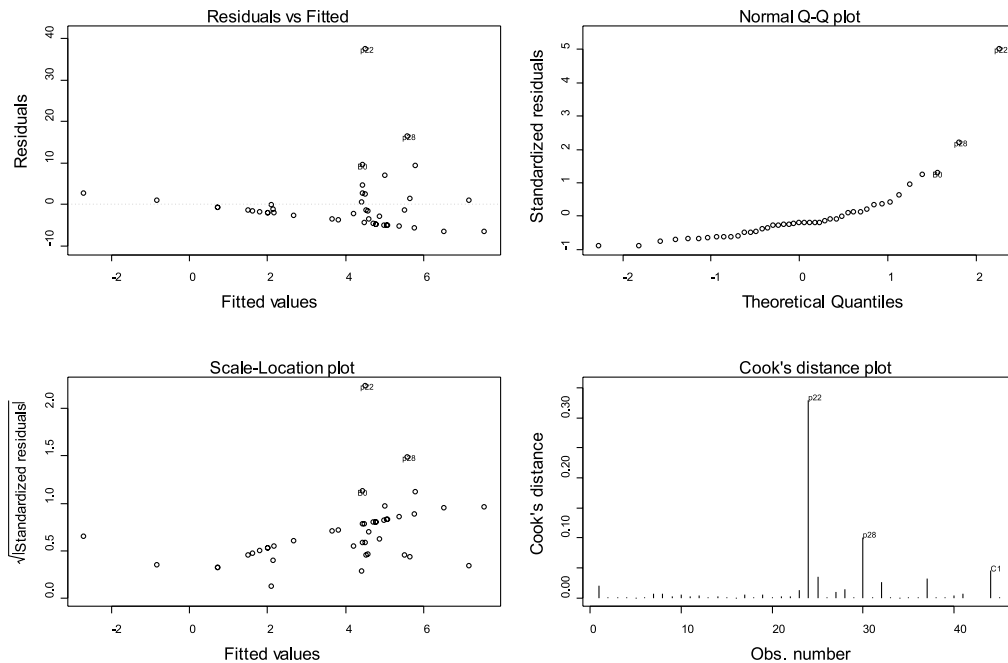 Residuals vs Fitted
Residuals
40
30
20
10
0
-10
p22
p28
-2
0
2
4
6
Fitted values
Normal Q-Q plot
Standardized residuals
5
4
3
2
1
0
-1
p22
p28
-2
-1
0
1
2
Theoretical Quantiles
Scale-Location plot
√|Standardized residuals|
2.0
1.5
1.0
0.5
0.0
p22
p28
-2
0
2
4
6
Fitted values
Cook's distance plot
Cook's distance
0.30
0.20
0.10
0.00
p22
p28
C1
0
10
20
30
40
Obs. number